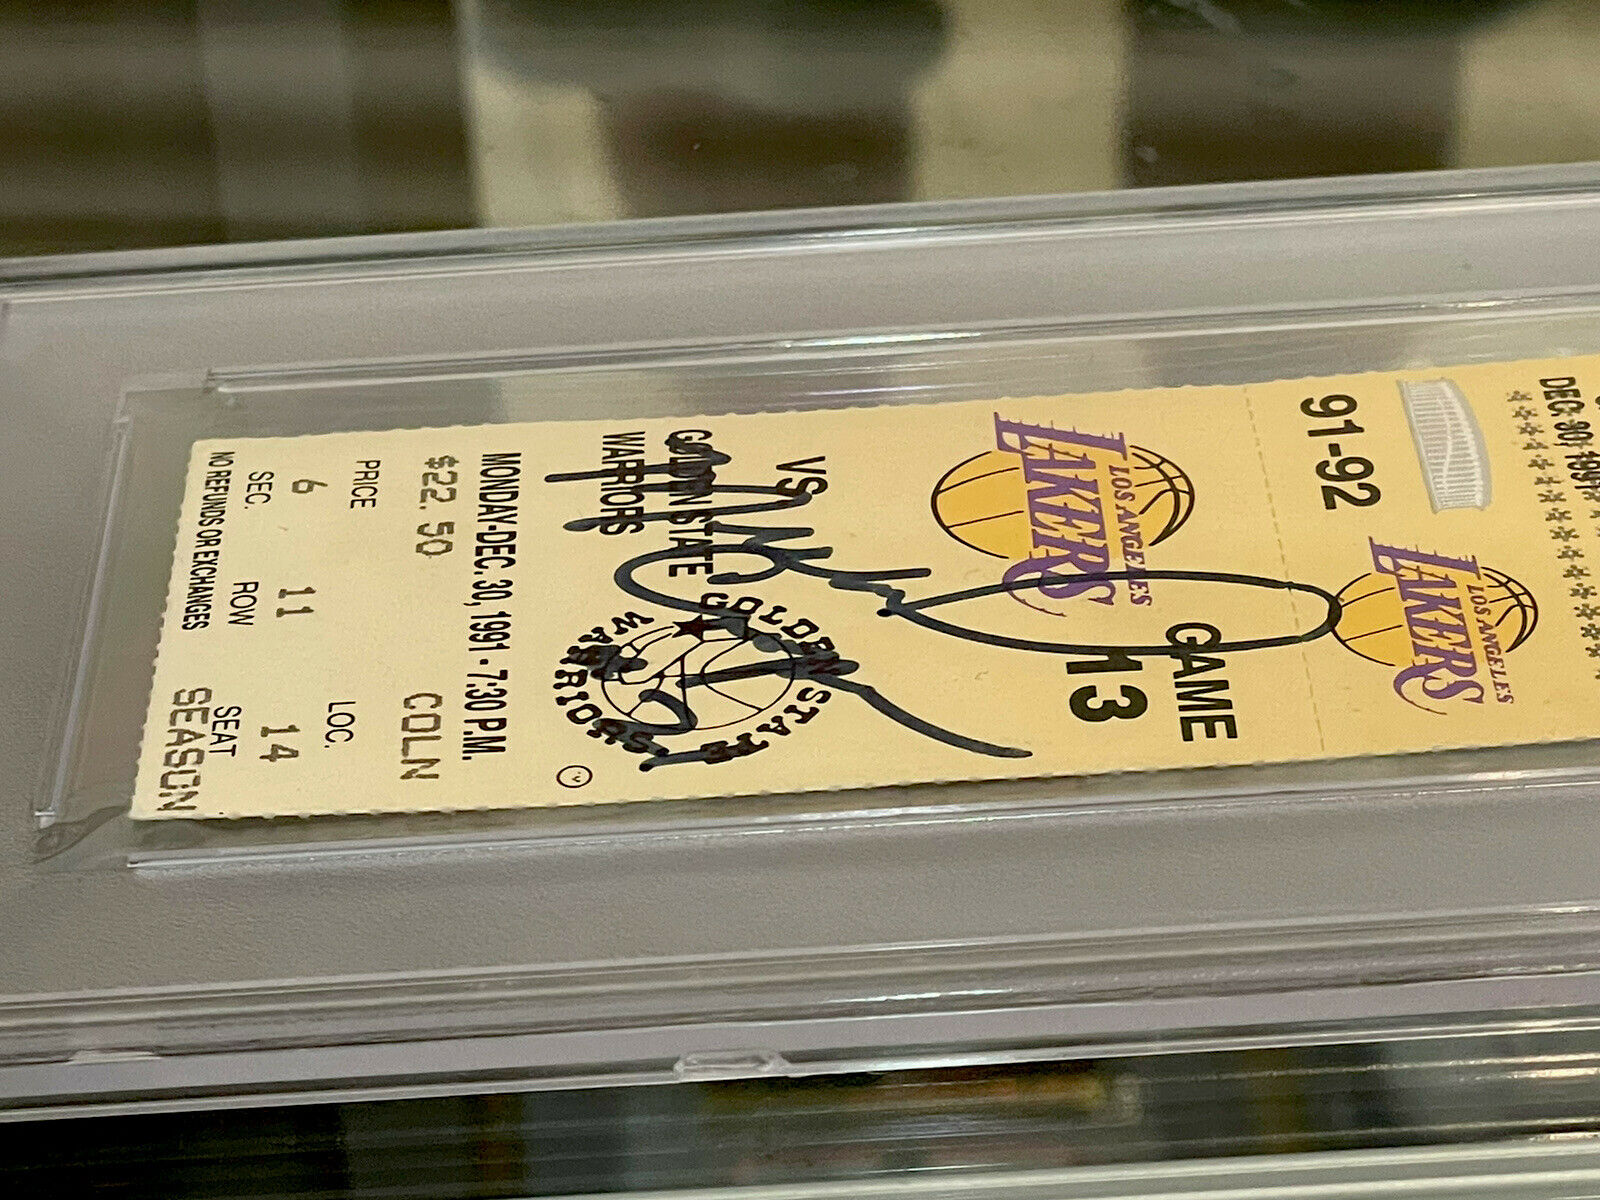 DEC. 30, 1991
LOS ANGELES
LAKERS
91-92
GAME
13
LOS ANGELES
LAKERS
VS
GOLDEN STATE
WARRIORS
GOLDEN STATE
WARRIORS
MONDAY-DEC. 30, 1991 - 7:30 P.M.
$22.50 COLN
PRICE LOC.
6 11 14
SEC. ROW SEAT
NO REFUNDS OR EXCHANGES SEASON